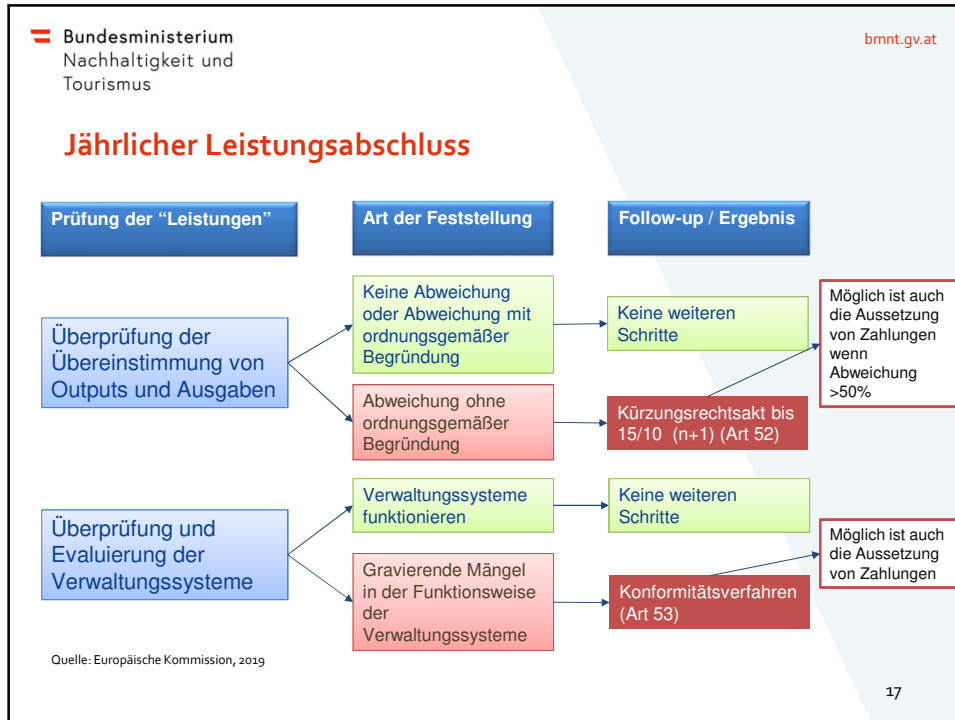 Bundesministerium
Nachhaltigkeit und
Tourismus
bmnt.gv.at
Jährlicher Leistungsabschluss
Prüfung der “Leistungen”
Art der Feststellung
Follow-up / Ergebnis
Überprüfung der
Übereinstimmung von
Outputs und Ausgaben
Keine Abweichung
oder Abweichung mit
ordnungsgemäßer
Begründung
Keine weiteren
Schritte
Möglich ist auch
die Aussetzung
von Zahlungen
wenn
Abweichung
>50%
Abweichung ohne
ordnungsgemäßer
Begründung
Kürzungsrechtsakt bis
15/10 (n+1) (Art 52)
Überprüfung und
Evaluierung der
Verwaltungssysteme
Verwaltungssysteme
funktionieren
Keine weiteren
Schritte
Gravierende Mängel
in der Funktionsweise
der
Verwaltungssysteme
Konformitätsverfahren
(Art 53)
Möglich ist auch
die Aussetzung
von Zahlungen
Quelle: Europäische Kommission, 2019
17